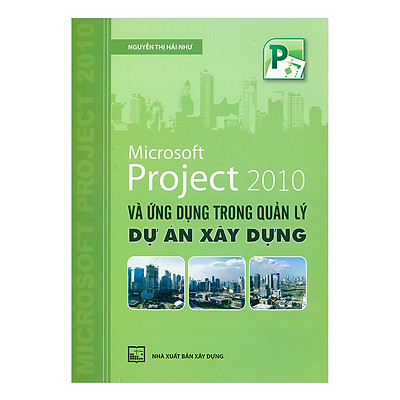 MICROSOFT PROJECT 2010
NGUYỄN THỊ HẢI NHƯ
P
Microsoft
Project 2010
VÀ ỨNG DỤNG TRONG QUẢN LÝ
DỰ ÁN XÂY DỰNG
NHÀ XUẤT BẢN XÂY DỰNG